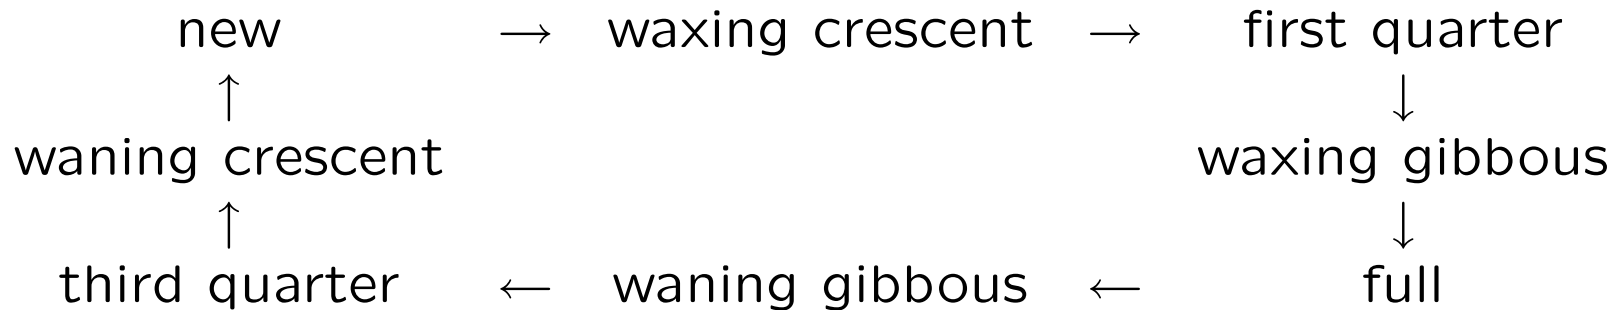 new → waxing crescent → first quarter
↑ ↓
waning crescent waxing gibbous
↑ ↓
third quarter ← waning gibbous ← full